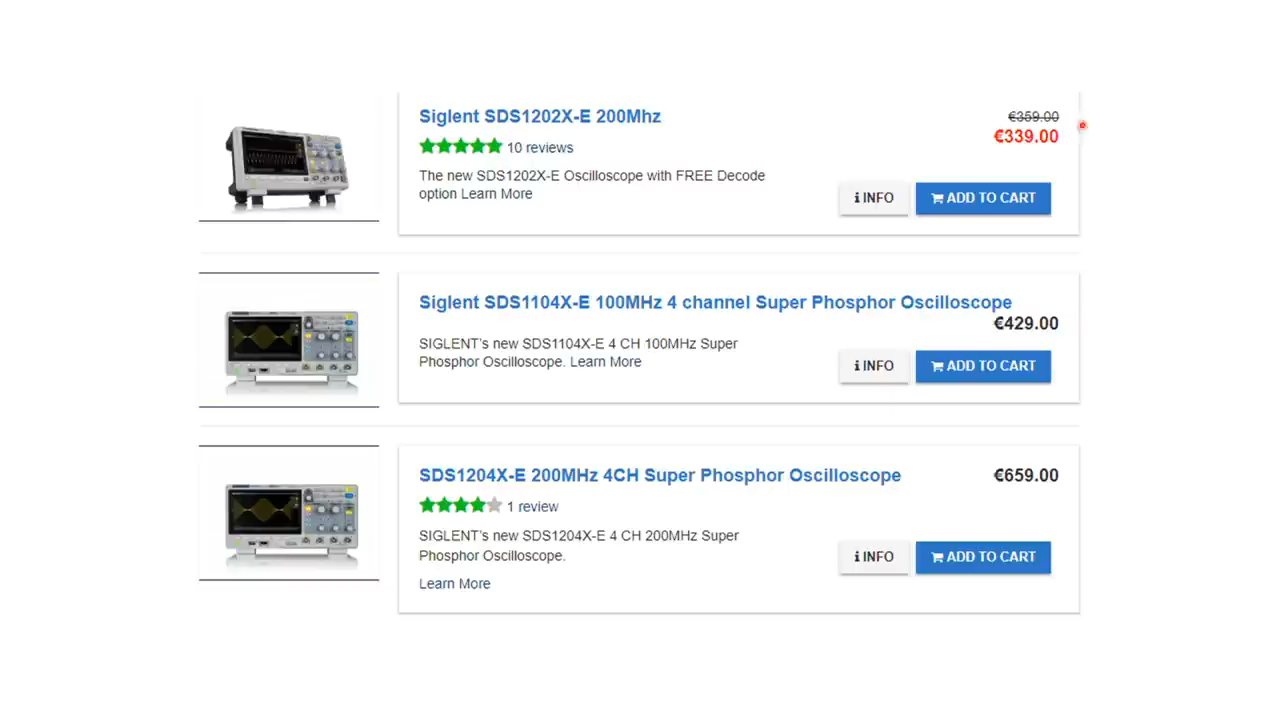 Siglent SDS1202X-E 200Mhz
€359.00
€339.00
10 reviews
The new SDS1202X-E Oscilloscope with FREE Decode
option Learn More
INFO
ADD TO CART
Siglent SDS1104X-E 100MHz 4 channel Super Phosphor Oscilloscope
€429.00
SIGLENT's new SDS1104X-E 4 CH 100MHz Super
Phosphor Oscilloscope. Learn More
INFO
ADD TO CART
SDS1204X-E 200MHz 4CH Super Phosphor Oscilloscope
€659.00
1 review
SIGLENT's new SDS1204X-E 4 CH 200MHz Super
Phosphor Oscilloscope.
INFO
ADD TO CART
Learn More